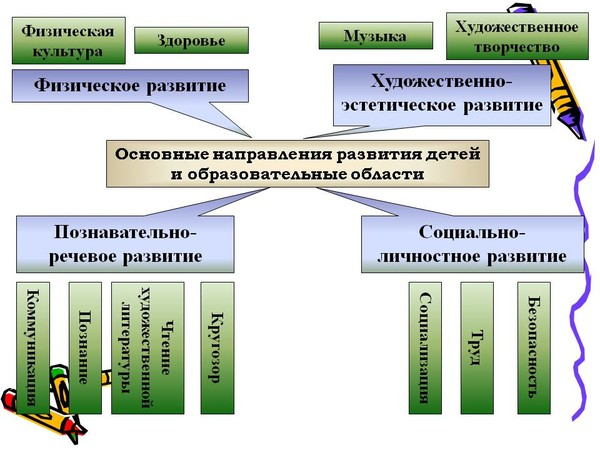 Физическая
культура
Здоровье
Музыка
Художественное
творчество
Физическое развитие
Художественно-
эстетическое развитие
Основные направления развития детей
и образовательные области
Познавательно-
речевое развитие
Социально-
личностное развитие
Коммуникация
Познание
Чтение
художественной
литературы
Кругозор
Социализация
Труд
Безопасность